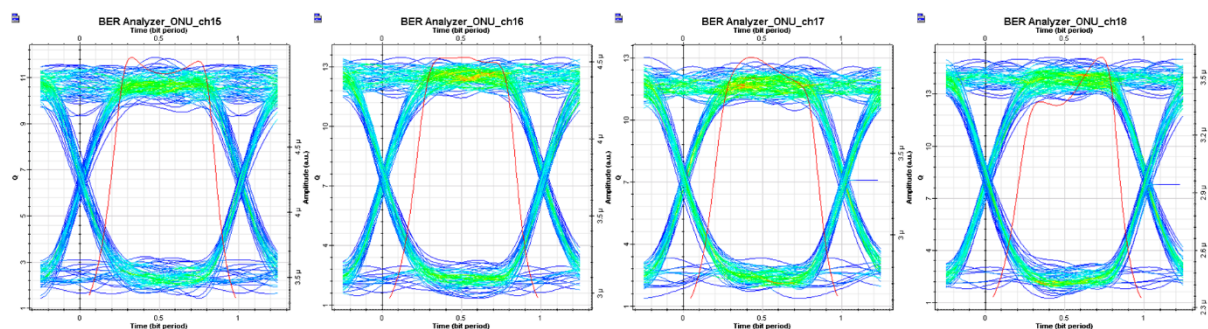 BER Analyzer_ONU_ch15
Time (bit period)
0 0.5 1
Q
11
9
7
5
3
1
Amplitude (a.u.)
4.5 µ
4 µ
3.5 µ
0 0.5 1
Time (bit period)
BER Analyzer_ONU_ch16
Time (bit period)
0 0.5 1
Q
13
10
7
4
1
Amplitude (a.u.)
4.5 µ
4 µ
3.5 µ
3 µ
0 0.5 1
Time (bit period)
BER Analyzer_ONU_ch17
Time (bit period)
0 0.5 1
Q
13
10
7
4
1
Amplitude (a.u.)
3.5 µ
3 µ
0 0.5 1
Time (bit period)
BER Analyzer_ONU_ch18
Time (bit period)
0 0.5 1
Q
13
10
7
4
1
Amplitude (a.u.)
3.5 µ
3.2 µ
2.9 µ
2.6 µ
2.3 µ
0 0.5 1
Time (bit period)